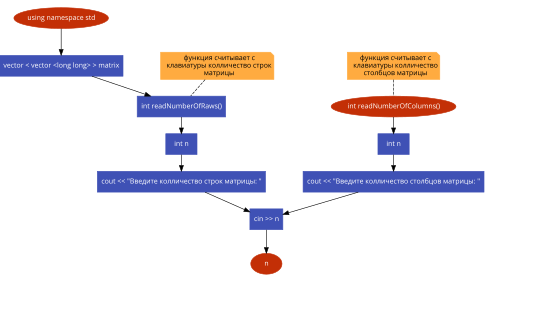 using namespace std
vector < vector <long long> > matrix
функция считывает с
клавиатуры колличество строк
матрицы
функция считывает с
клавиатуры колличество
столбцов матрицы
int readNumberOfRaws()
int readNumberOfColumns()
int n
int n
cout << "Введите колличество строк матрицы: "
cout << "Введите колличество столбцов матрицы: "
cin >> n
n